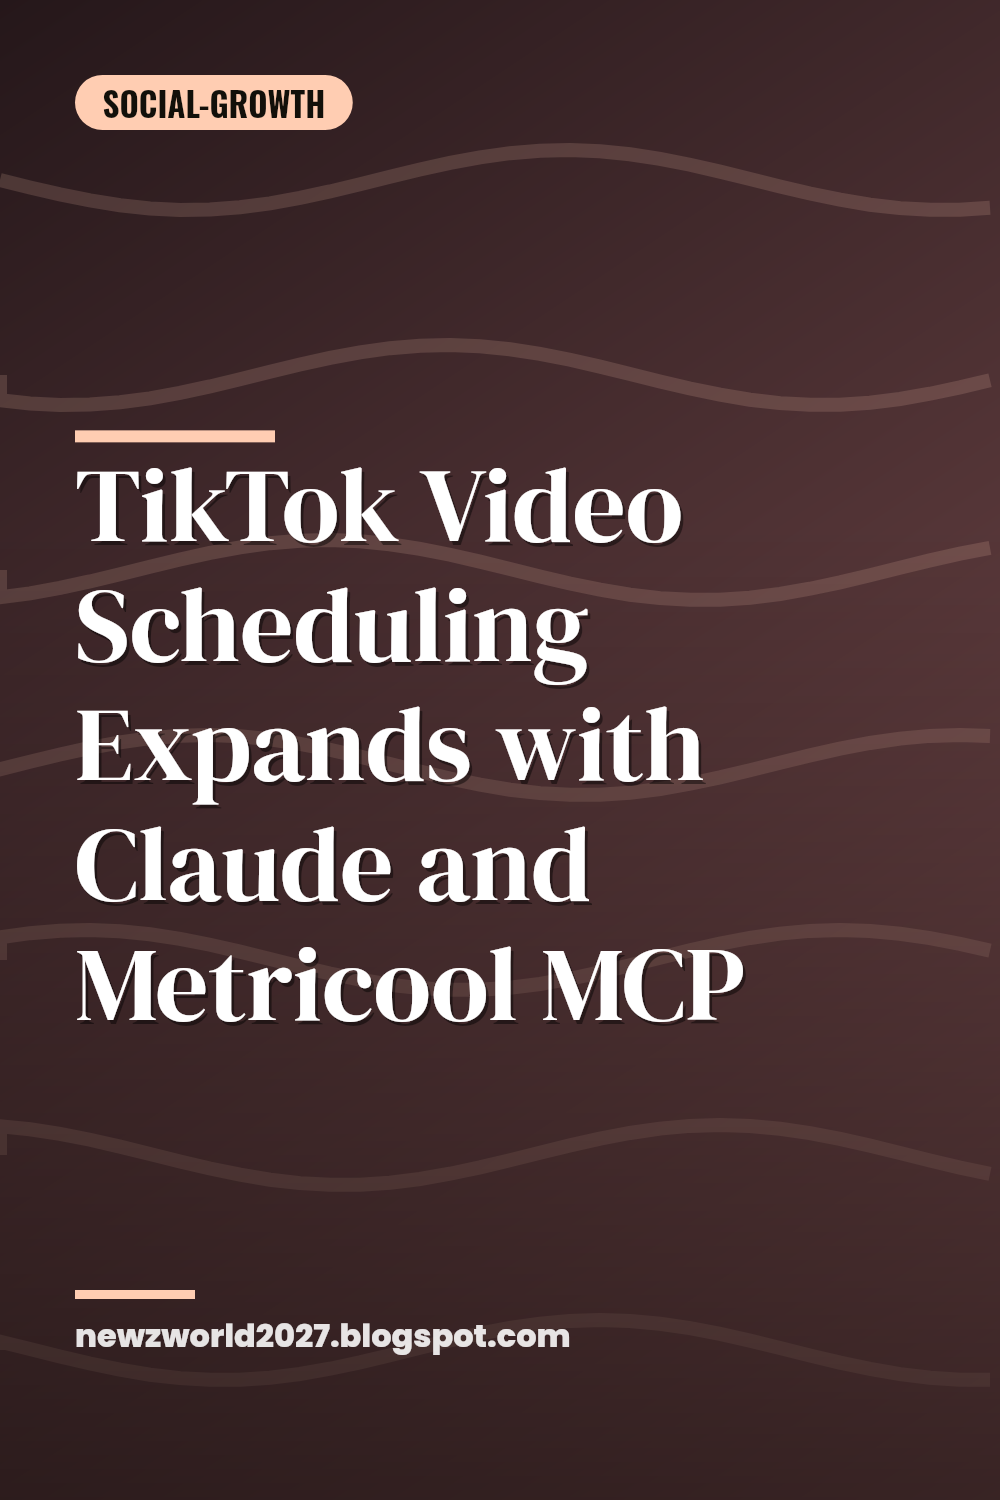 SOCIAL-GROWTH
TikTok Video
Scheduling
Expands with
Claude and
Metricool MCP
newzworld2027.blogspot.com